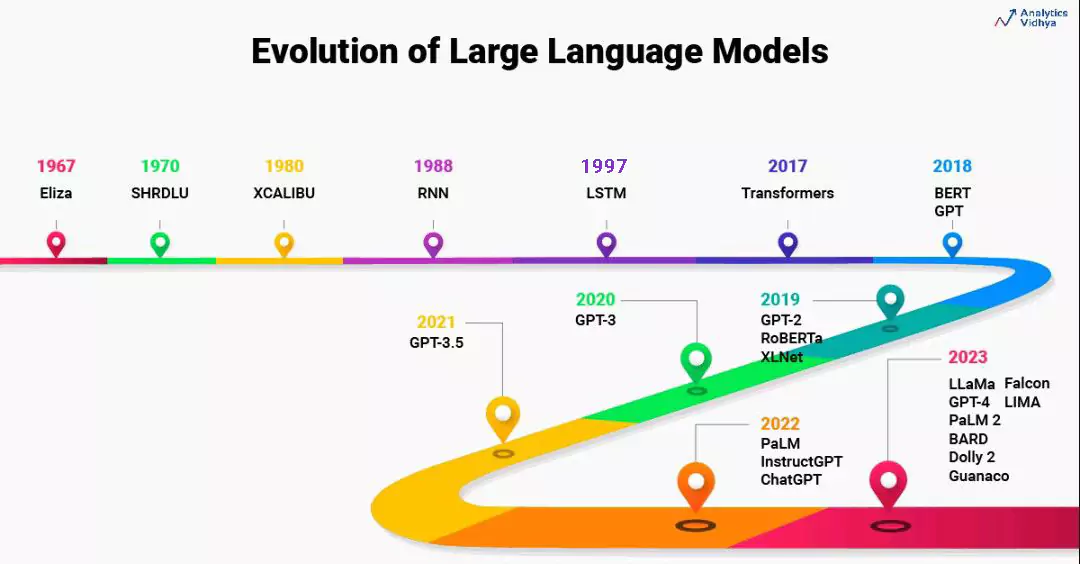 Analytics
Vidhya
Evolution of Large Language Models
1967
Eliza
1970
SHRDLU
1980
XCALIBU
1988
RNN
1997
LSTM
2017
Transformers
2018
BERT
GPT
2019
GPT-2
RoBERTa
XLNet
2020
GPT-3
2021
GPT-3.5
2022
PaLM
InstructGPT
ChatGPT
2023
LLaMa Falcon
GPT-4 LIMA
PaLM 2
BARD
Dolly 2
Guanaco